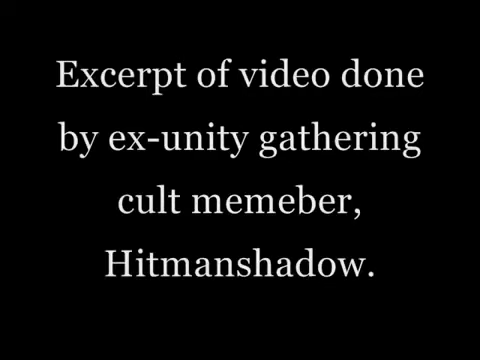 Excerpt of video done
by ex-unity gathering
cult memeber,
Hitmanshadow.